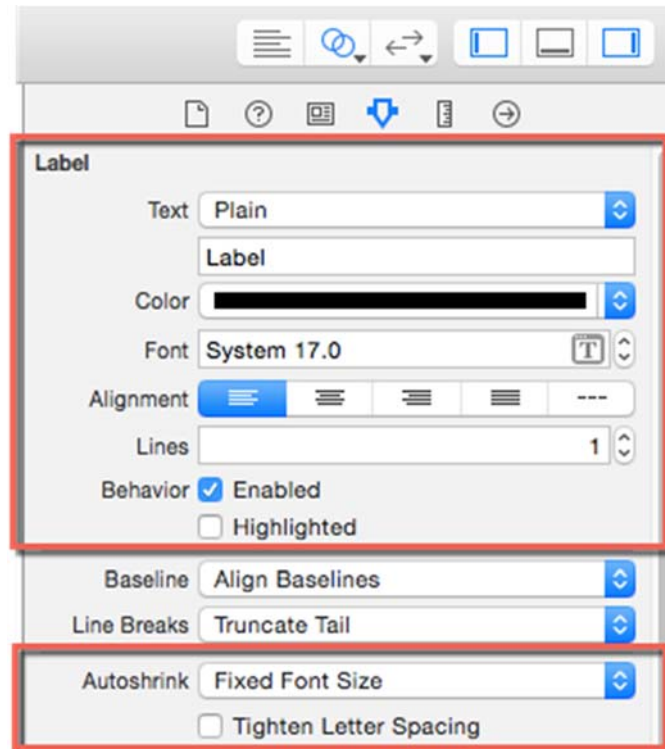 Label
Text Plain
Label
Color
Font System 17.0 T
Alignment ---
Lines 1
Behavior Enabled
Highlighted
Baseline Align Baselines
Line Breaks Truncate Tail
Autoshrink Fixed Font Size
Tighten Letter Spacing